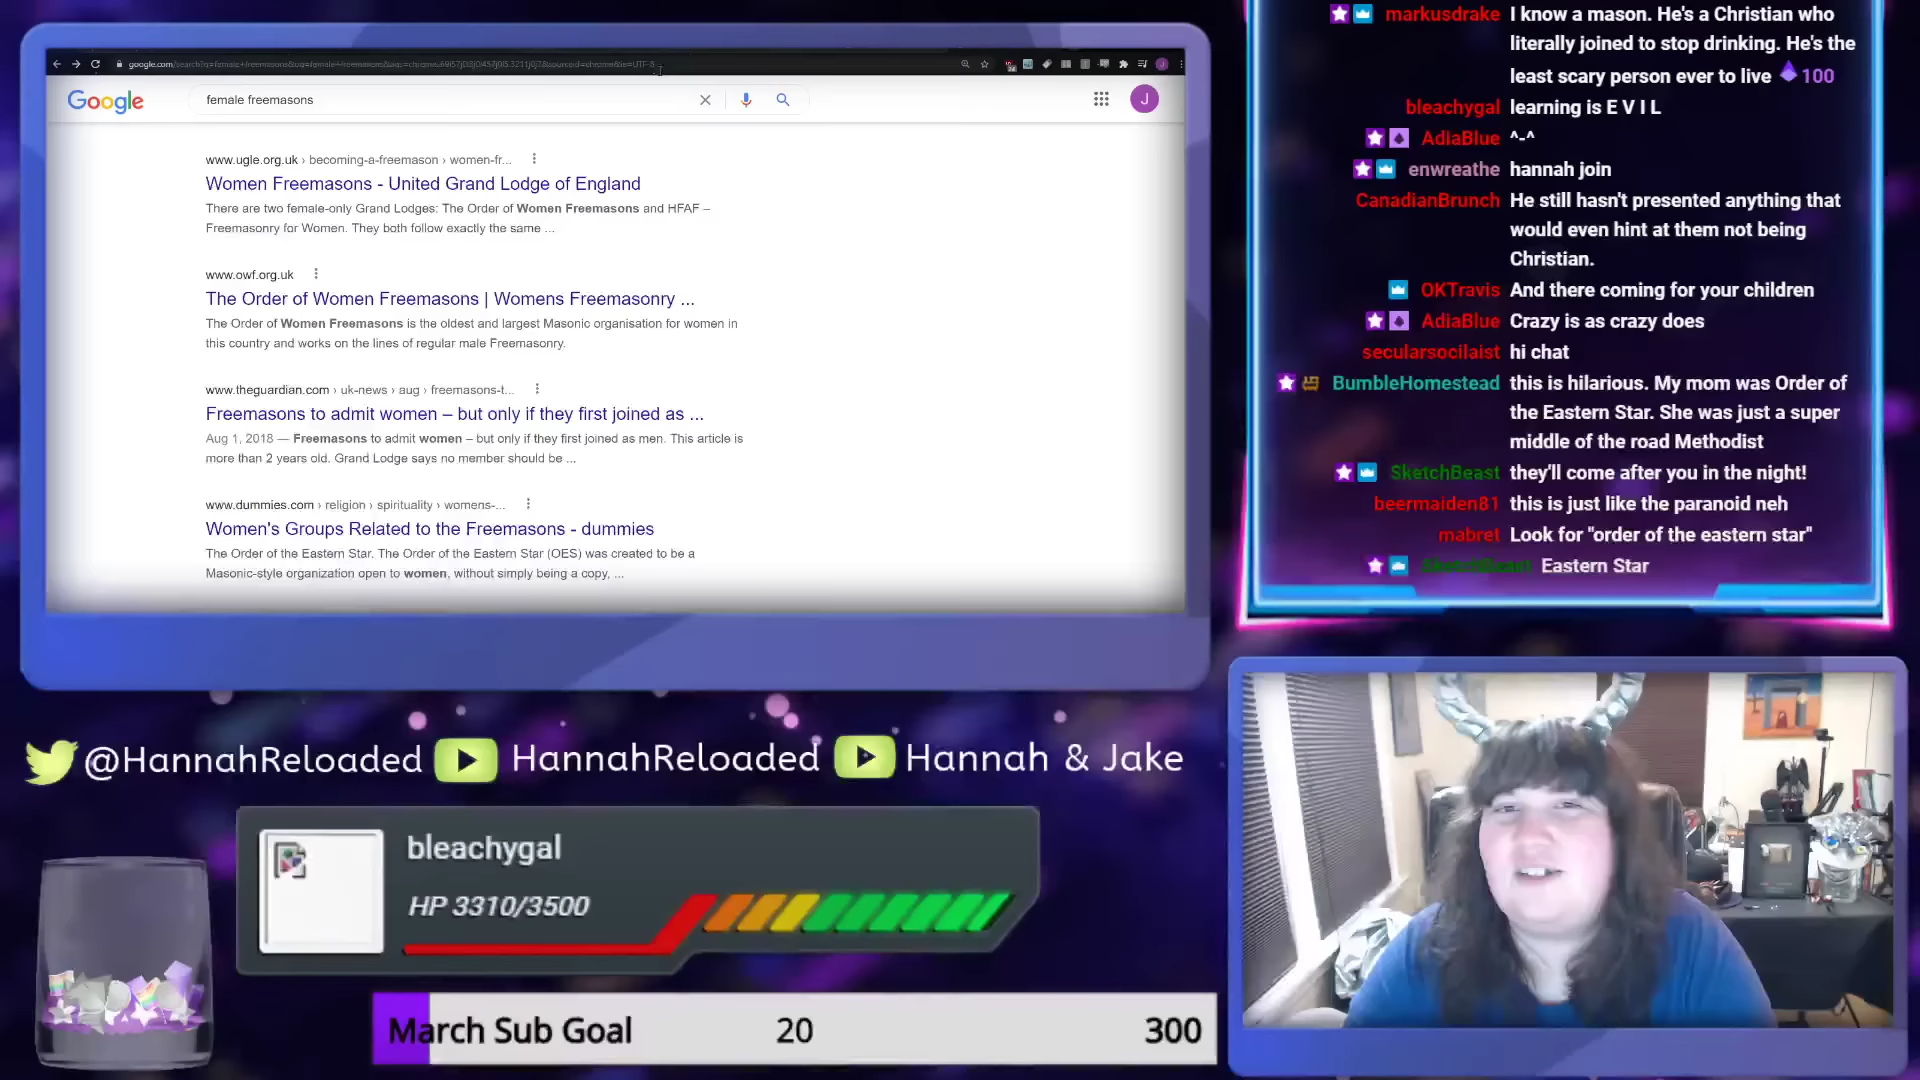 google.com/search?q=female+freemasons
Google
female freemasons
J
www.ugle.org.uk › becoming-a-freemason › women-fr...
Women Freemasons - United Grand Lodge of England
There are two female-only Grand Lodges: The Order of Women Freemasons and HFAF –
Freemasonry for Women. They both follow exactly the same ...
www.owf.org.uk
The Order of Women Freemasons | Womens Freemasonry ...
The Order of Women Freemasons is the oldest and largest Masonic organisation for women in
this country and works on the lines of regular male Freemasonry.
www.theguardian.com › uk-news › aug › freemasons-t...
Freemasons to admit women – but only if they first joined as ...
Aug 1, 2018 — Freemasons to admit women – but only if they first joined as men. This article is
more than 2 years old. Grand Lodge says no member should be ...
www.dummies.com › religion › spirituality › womens-...
Women's Groups Related to the Freemasons - dummies
The Order of the Eastern Star. The Order of the Eastern Star (OES) was created to be a
Masonic-style organization open to women, without simply being a copy, ...
markusdrake I know a mason. He's a Christian who
literally joined to stop drinking. He's the
least scary person ever to live 100
bleachygal learning is E V I L
AdiaBlue ^-^
enwreathe hannah join
CanadianBrunch He still hasn't presented anything that
would even hint at them not being
Christian.
OKTravis And there coming for your children
AdiaBlue Crazy is as crazy does
secularsocilaist hi chat
BumbleHomestead this is hilarious. My mom was Order of
the Eastern Star. She was just a super
middle of the road Methodist
SketchBeast they'll come after you in the night!
beermaiden81 this is just like the paranoid neh
mabret Look for "order of the eastern star"
SketchBeast Eastern Star
@HannahReloaded HannahReloaded Hannah & Jake
bleachygal
HP 3310/3500
March Sub Goal 20 300